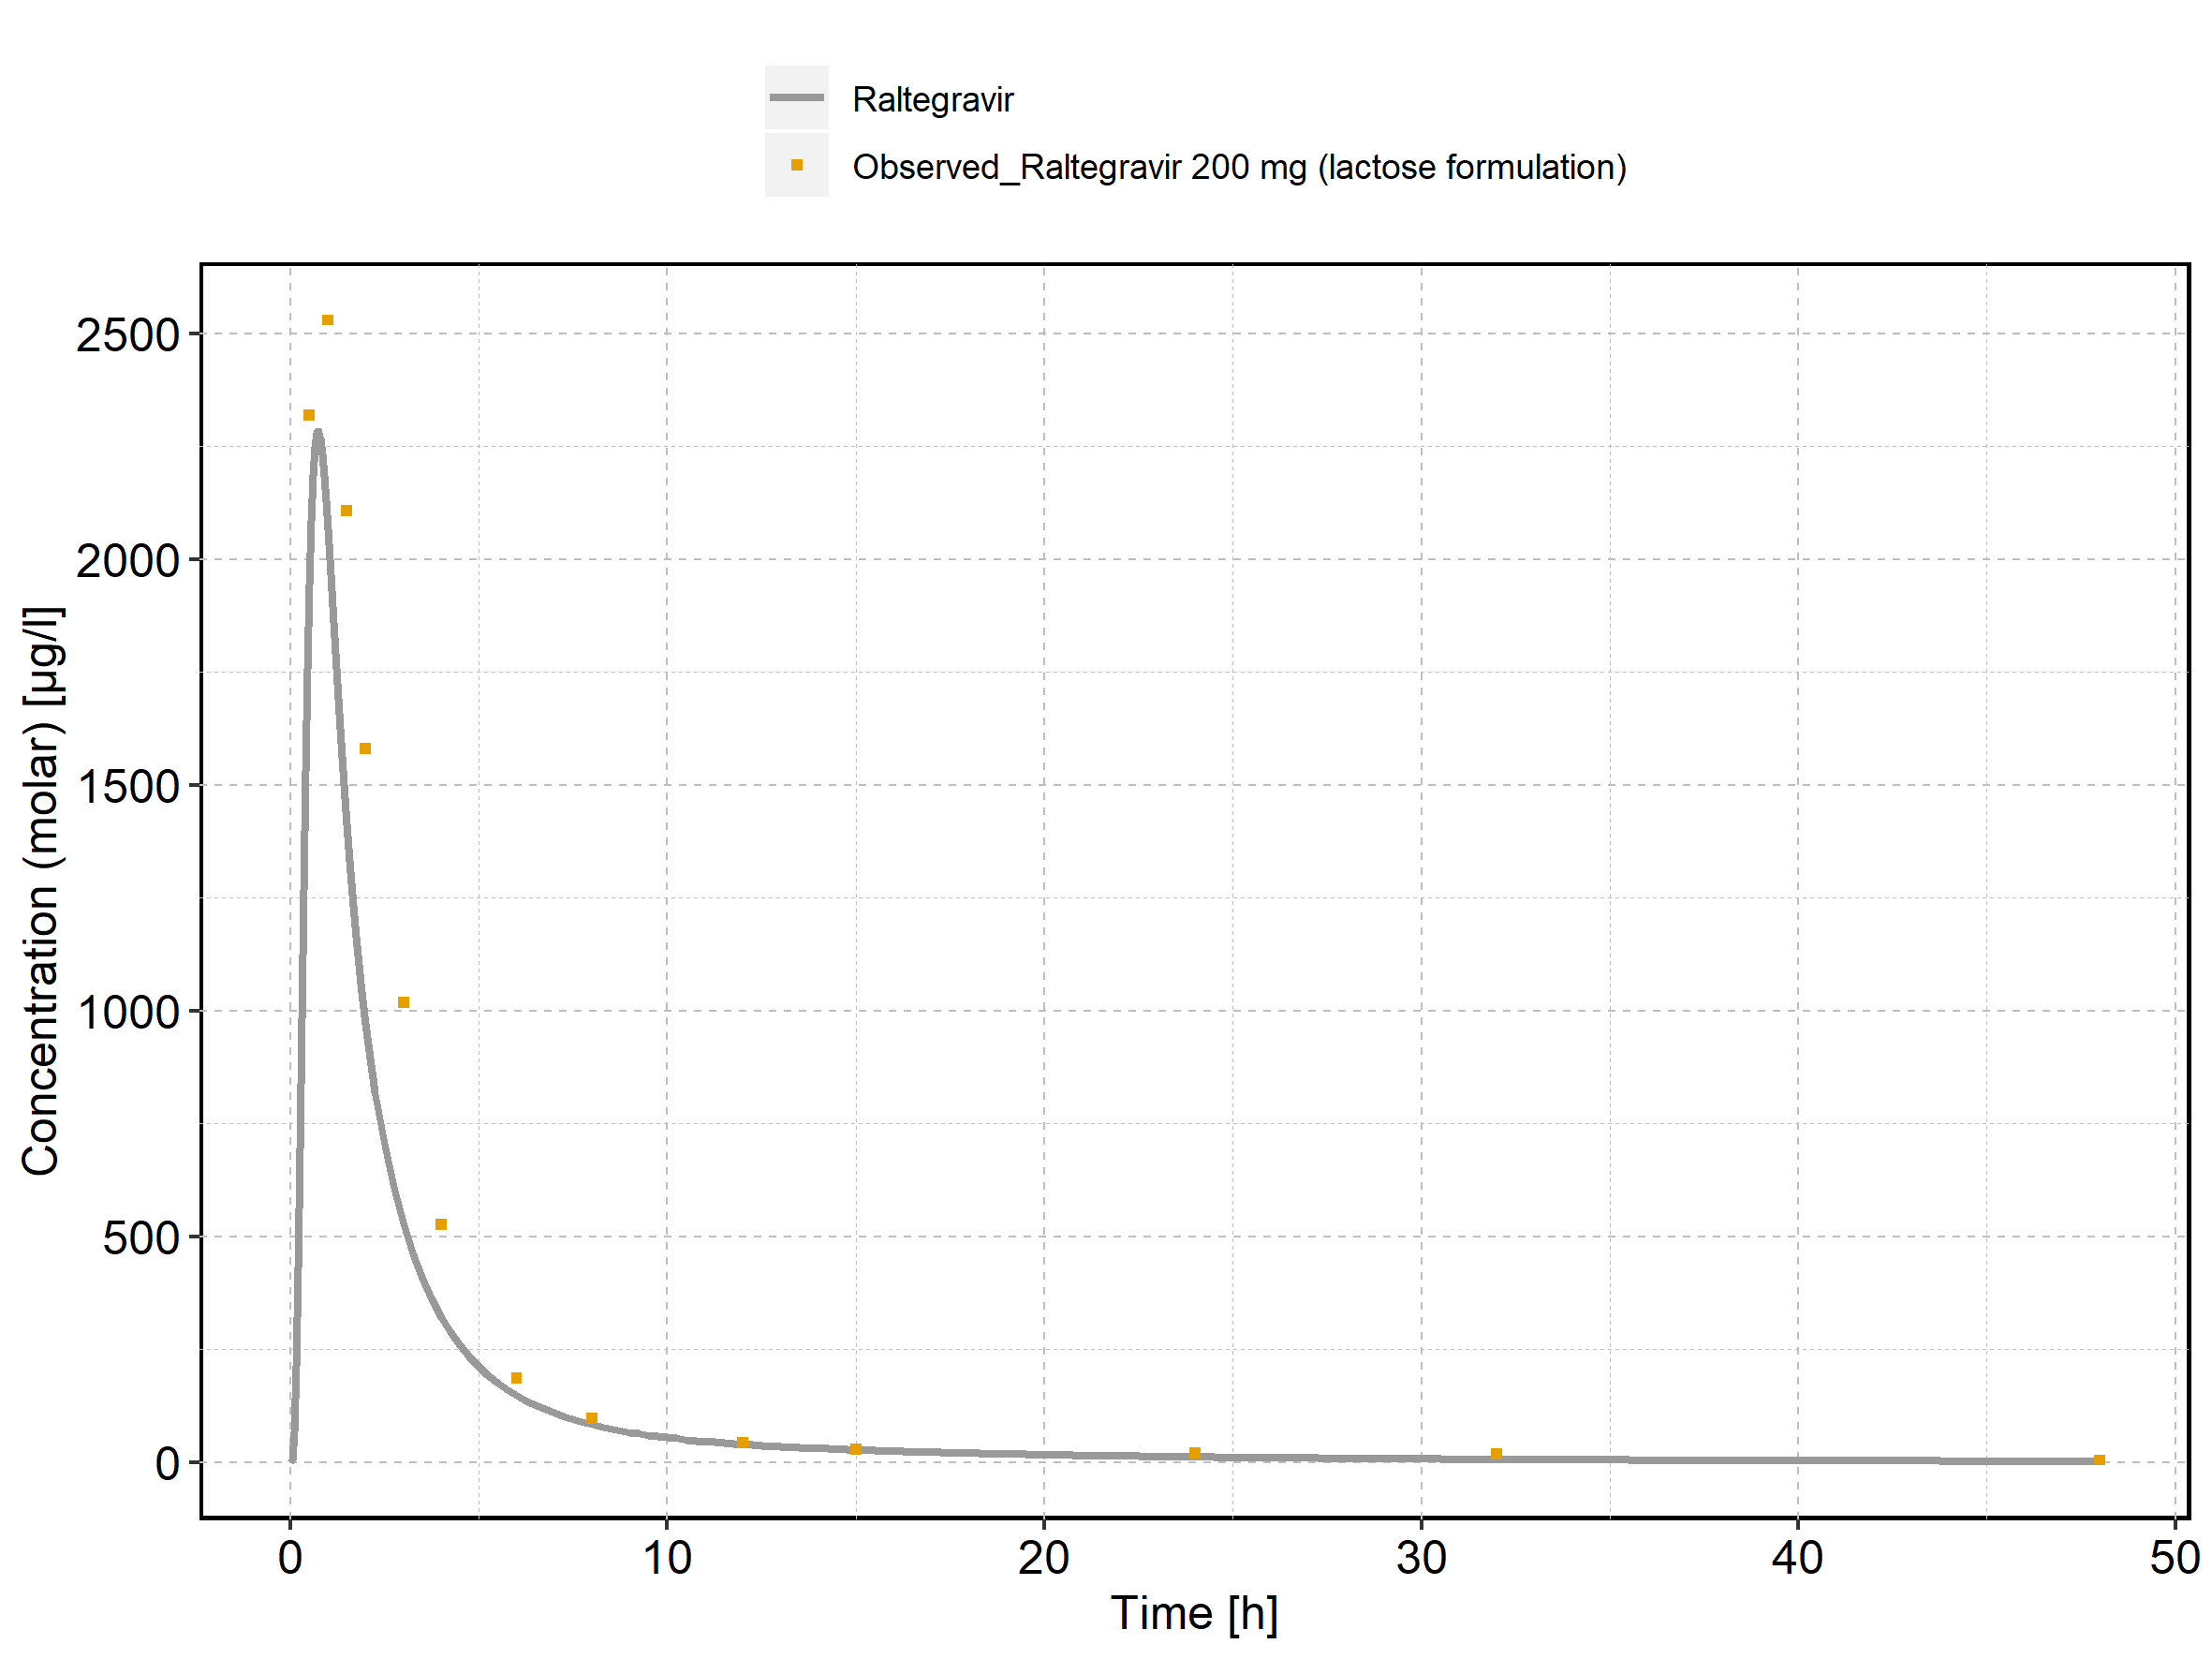 Raltegravir
Observed_Raltegravir 200 mg (lactose formulation)
Concentration (molar) [µg/l]
2500
2000
1500
1000
500
0
0 10 20 30 40 50
Time [h]